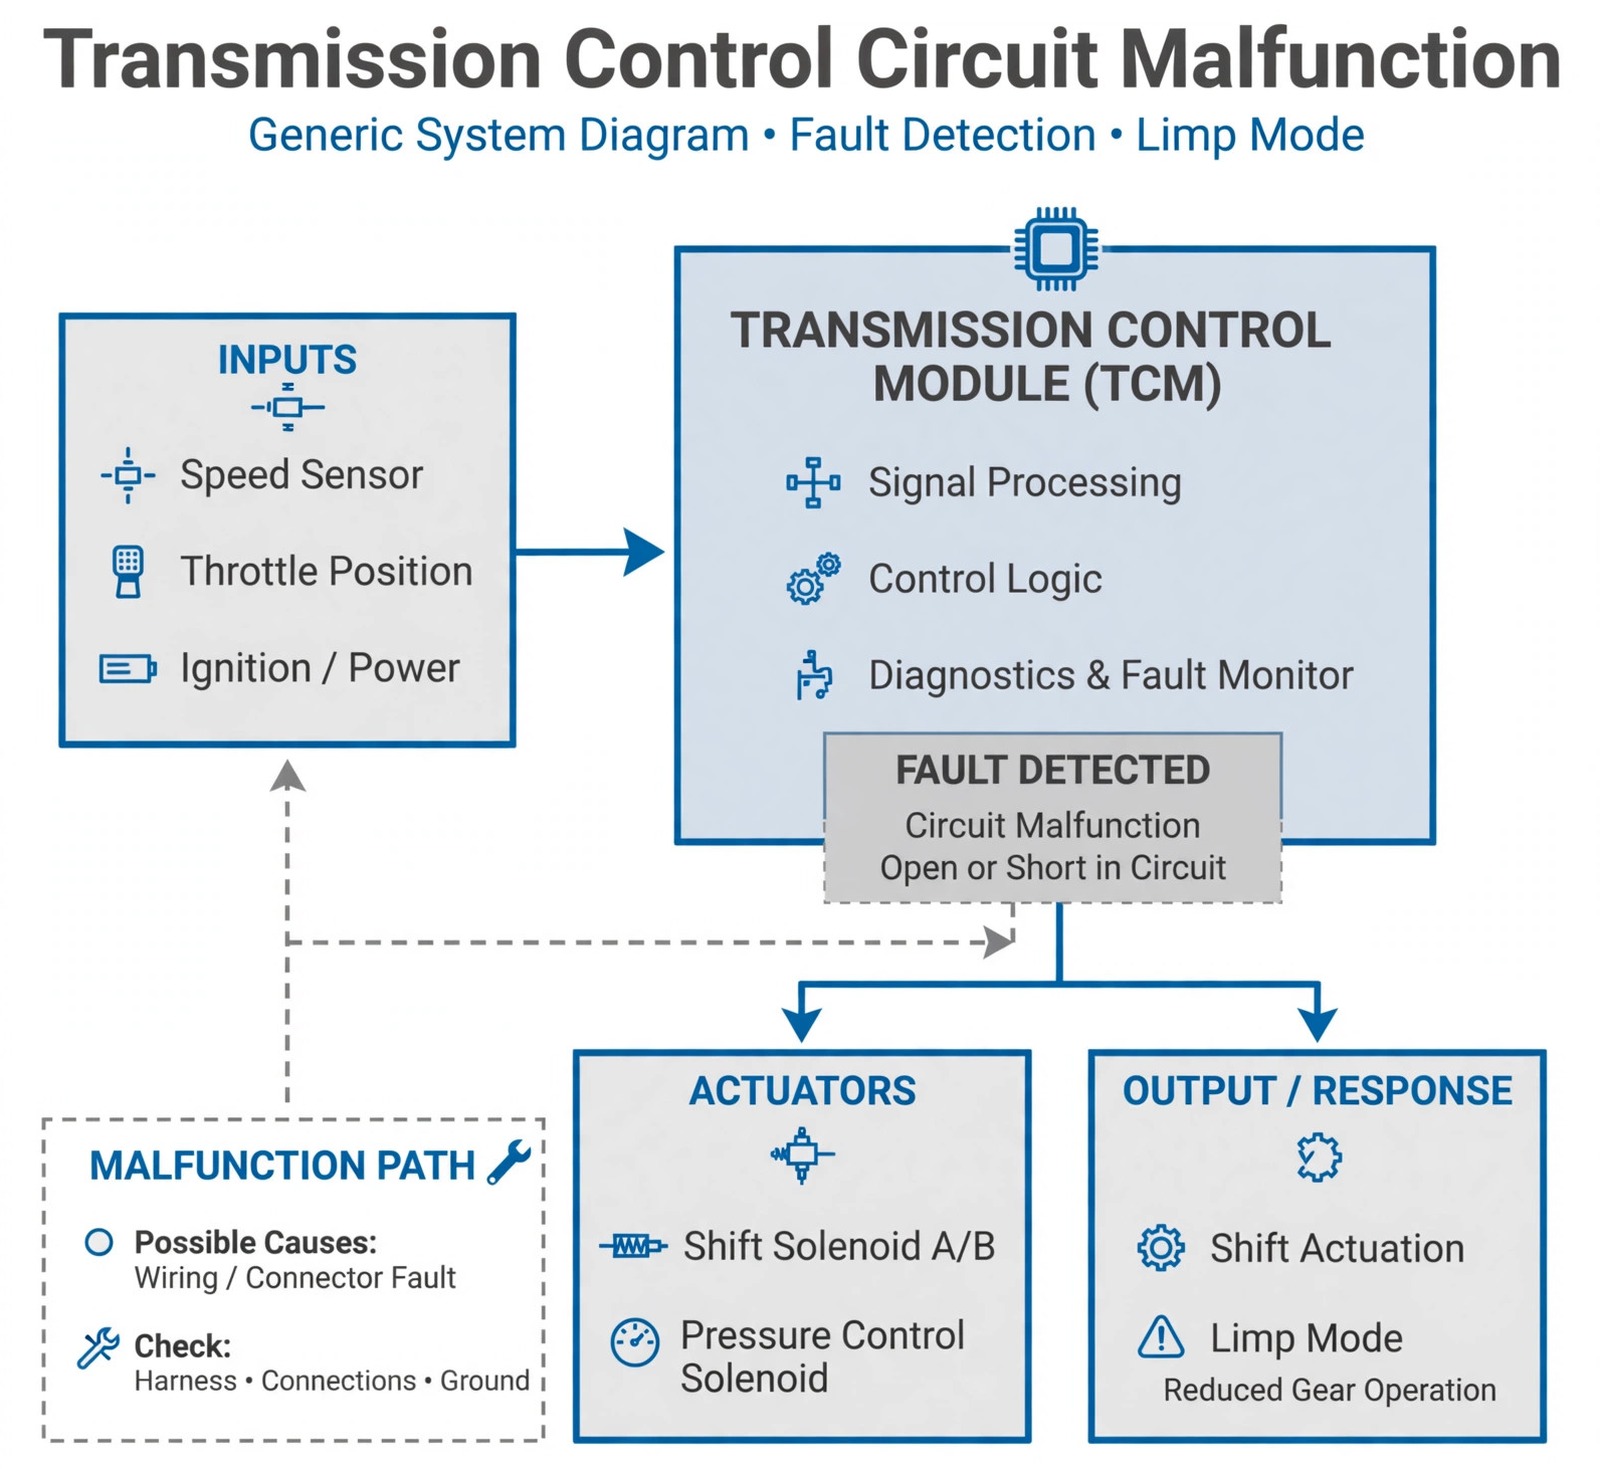 Transmission Control Circuit Malfunction
Generic System Diagram • Fault Detection • Limp Mode
INPUTS
Speed Sensor
Throttle Position
Ignition / Power
TRANSMISSION CONTROL
MODULE (TCM)
Signal Processing
Control Logic
Diagnostics & Fault Monitor
FAULT DETECTED
Circuit Malfunction
Open or Short in Circuit
MALFUNCTION PATH
Possible Causes:
Wiring / Connector Fault
Check:
Harness • Connections • Ground
ACTUATORS
Shift Solenoid A/B
Pressure Control
Solenoid
OUTPUT / RESPONSE
Shift Actuation
Limp Mode
Reduced Gear Operation